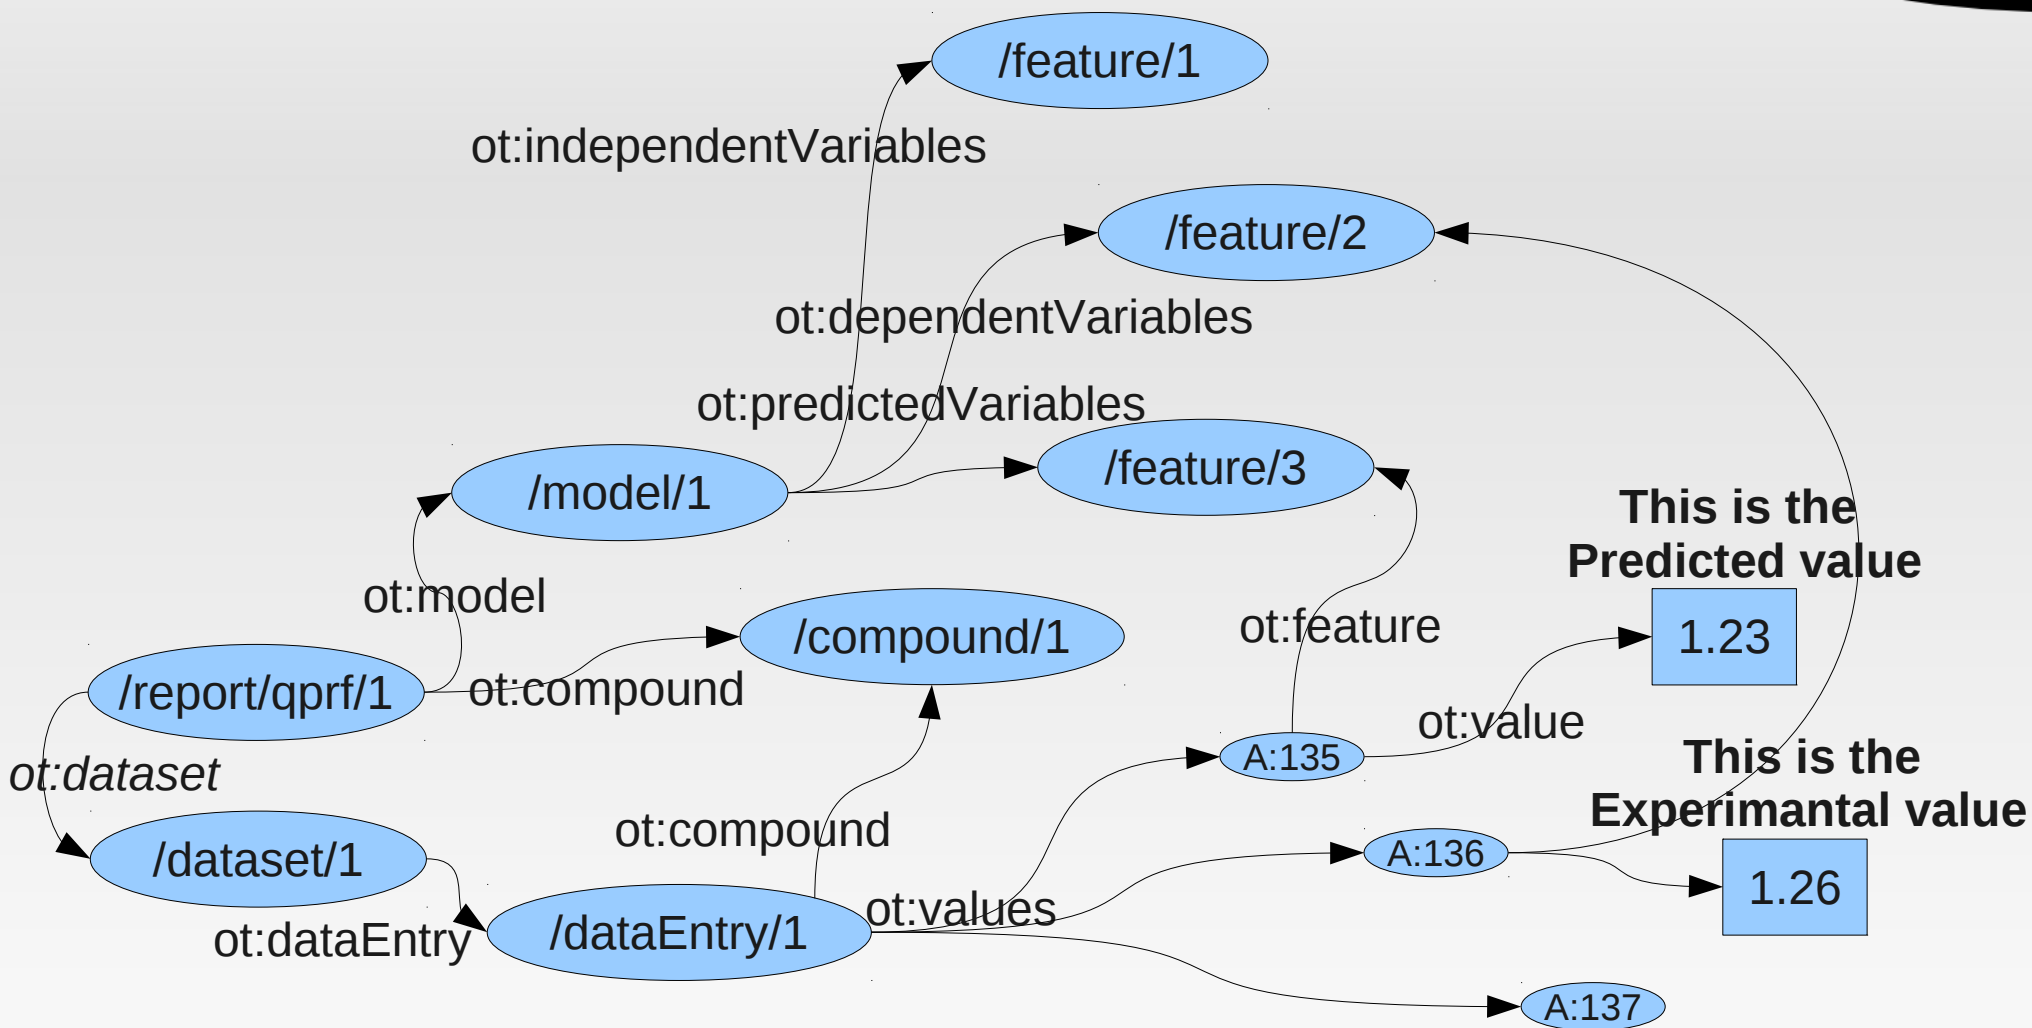 /feature/1
ot:independentVariables
/feature/2
ot:dependentVariables
ot:predictedVariables
/feature/3
/model/1
This is the
Predicted value
ot:model
/compound/1
ot:feature
1.23
/report/qprf/1
ot:compound
ot:value
A:135
This is the
Experimantal value
ot:dataset
ot:compound
/dataset/1
A:136
1.26
ot:values
ot:dataEntry
/dataEntry/1
A:137